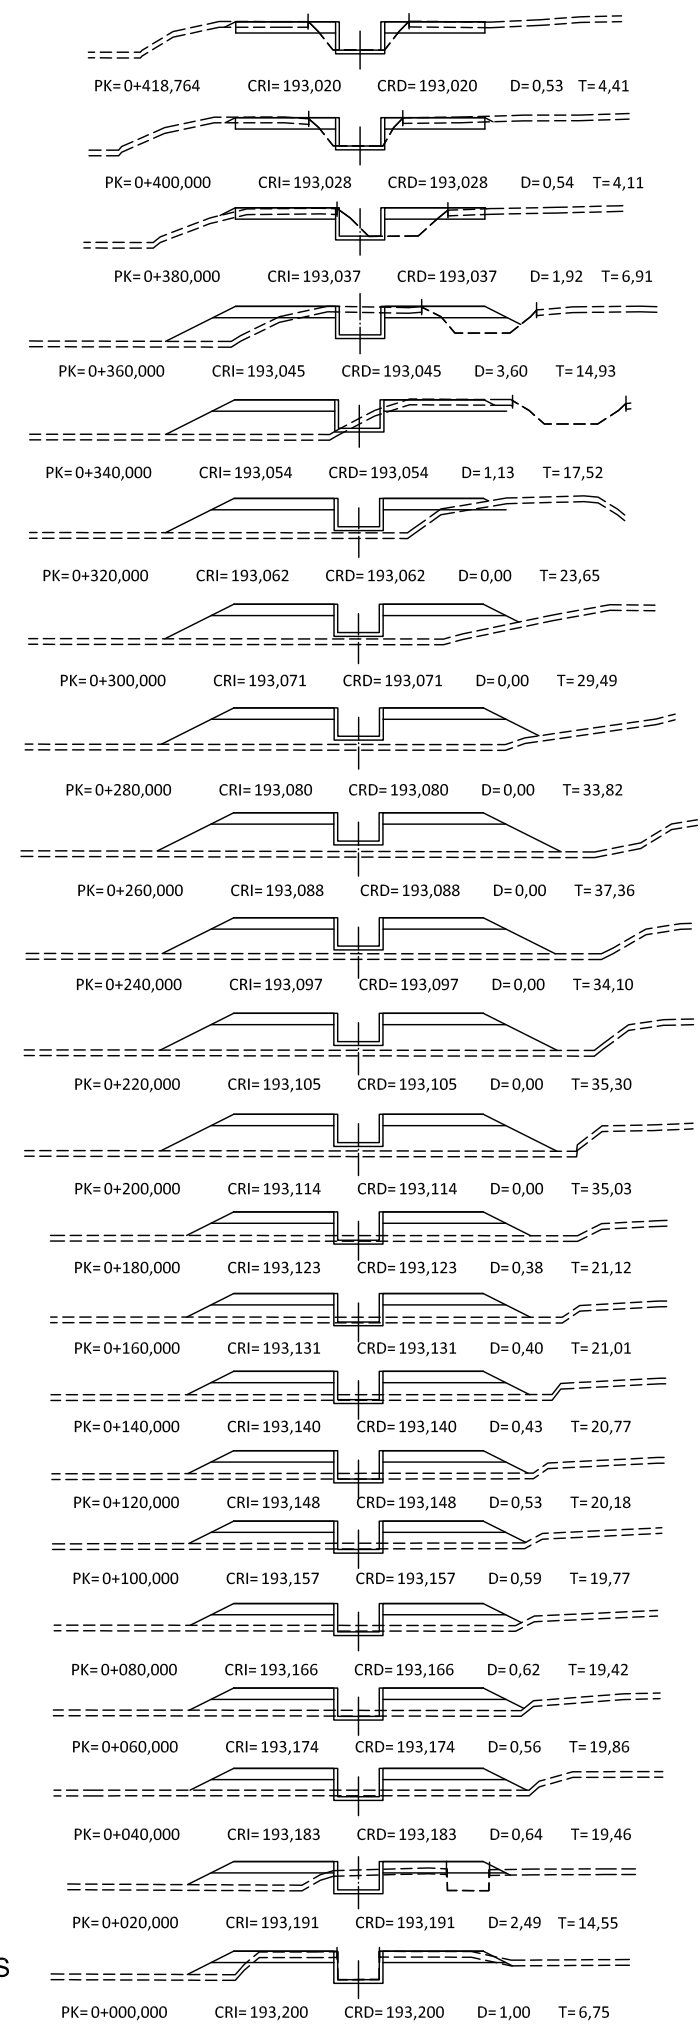 PK=0+418,764 CRI=193,020 CRD=193,020 D=0,53 T=4,41
PK=0+400,000 CRI=193,028 CRD=193,028 D=0,54 T=4,11
PK=0+380,000 CRI=193,037 CRD=193,037 D=1,92 T=6,91
PK=0+360,000 CRI=193,045 CRD=193,045 D=3,60 T=14,93
PK=0+340,000 CRI=193,054 CRD=193,054 D=1,13 T=17,52
PK=0+320,000 CRI=193,062 CRD=193,062 D=0,00 T=23,65
PK=0+300,000 CRI=193,071 CRD=193,071 D=0,00 T=29,49
PK=0+280,000 CRI=193,080 CRD=193,080 D=0,00 T=33,82
PK=0+260,000 CRI=193,088 CRD=193,088 D=0,00 T=37,36
PK=0+240,000 CRI=193,097 CRD=193,097 D=0,00 T=34,10
PK=0+220,000 CRI=193,105 CRD=193,105 D=0,00 T=35,30
PK=0+200,000 CRI=193,114 CRD=193,114 D=0,00 T=35,03
PK=0+180,000 CRI=193,123 CRD=193,123 D=0,38 T=21,12
PK=0+160,000 CRI=193,131 CRD=193,131 D=0,40 T=21,01
PK=0+140,000 CRI=193,140 CRD=193,140 D=0,43 T=20,77
PK=0+120,000 CRI=193,148 CRD=193,148 D=0,53 T=20,18
PK=0+100,000 CRI=193,157 CRD=193,157 D=0,59 T=19,77
PK=0+080,000 CRI=193,166 CRD=193,166 D=0,62 T=19,42
PK=0+060,000 CRI=193,174 CRD=193,174 D=0,56 T=19,86
PK=0+040,000 CRI=193,183 CRD=193,183 D=0,64 T=19,46
PK=0+020,000 CRI=193,191 CRD=193,191 D=2,49 T=14,55
S
PK=0+000,000 CRI=193,200 CRD=193,200 D=1,00 T=6,75